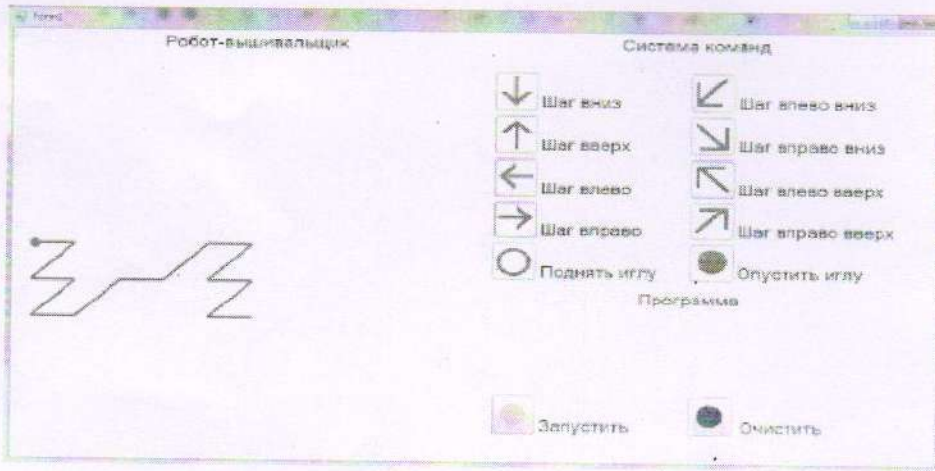 Form1
Робот-вышивальщик
Система команд
Шаг вниз
Шаг влево вниз
Шаг вверх
Шаг вправо вниз
Шаг влево
Шаг влево вверх
Шаг вправо
Шаг вправо вверх
Поднять иглу
Опустить иглу
Программа
Запустить
Очистить